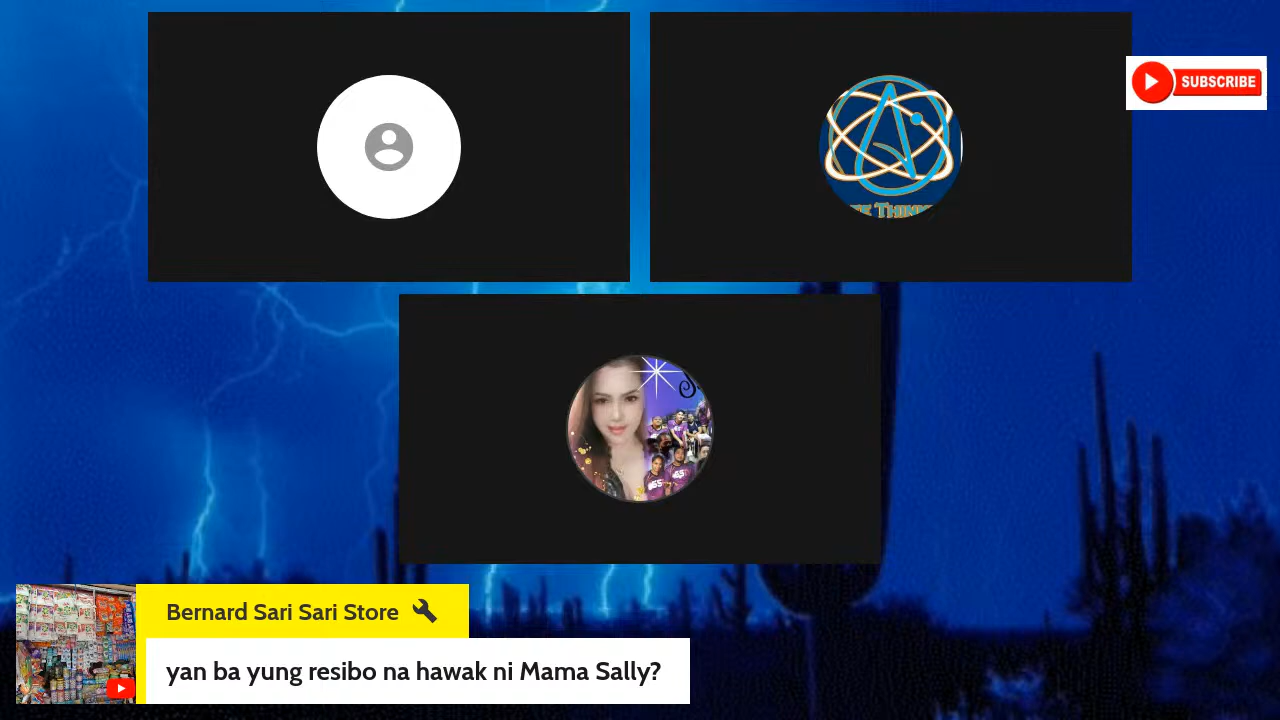 SUBSCRIBE
Bernard Sari Sari Store
yan ba yung resibo na hawak ni Mama Sally?